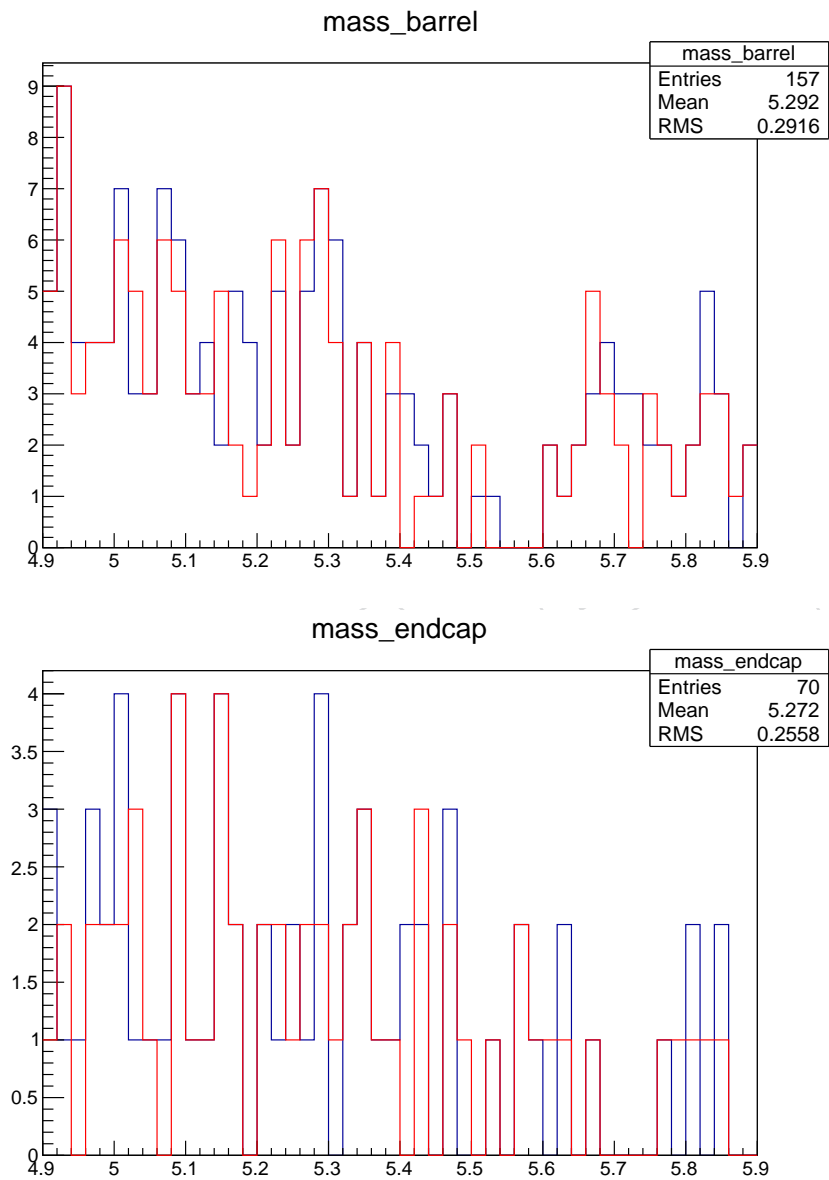 mass_barrel
mass_barrel
Entries 157
Mean 5.292
RMS 0.2916
9
8
7
6
5
4
3
2
1
0
4.9 5 5.1 5.2 5.3 5.4 5.5 5.6 5.7 5.8 5.9
mass_endcap
mass_endcap
Entries 70
Mean 5.272
RMS 0.2558
4
3.5
3
2.5
2
1.5
1
0.5
0
4.9 5 5.1 5.2 5.3 5.4 5.5 5.6 5.7 5.8 5.9